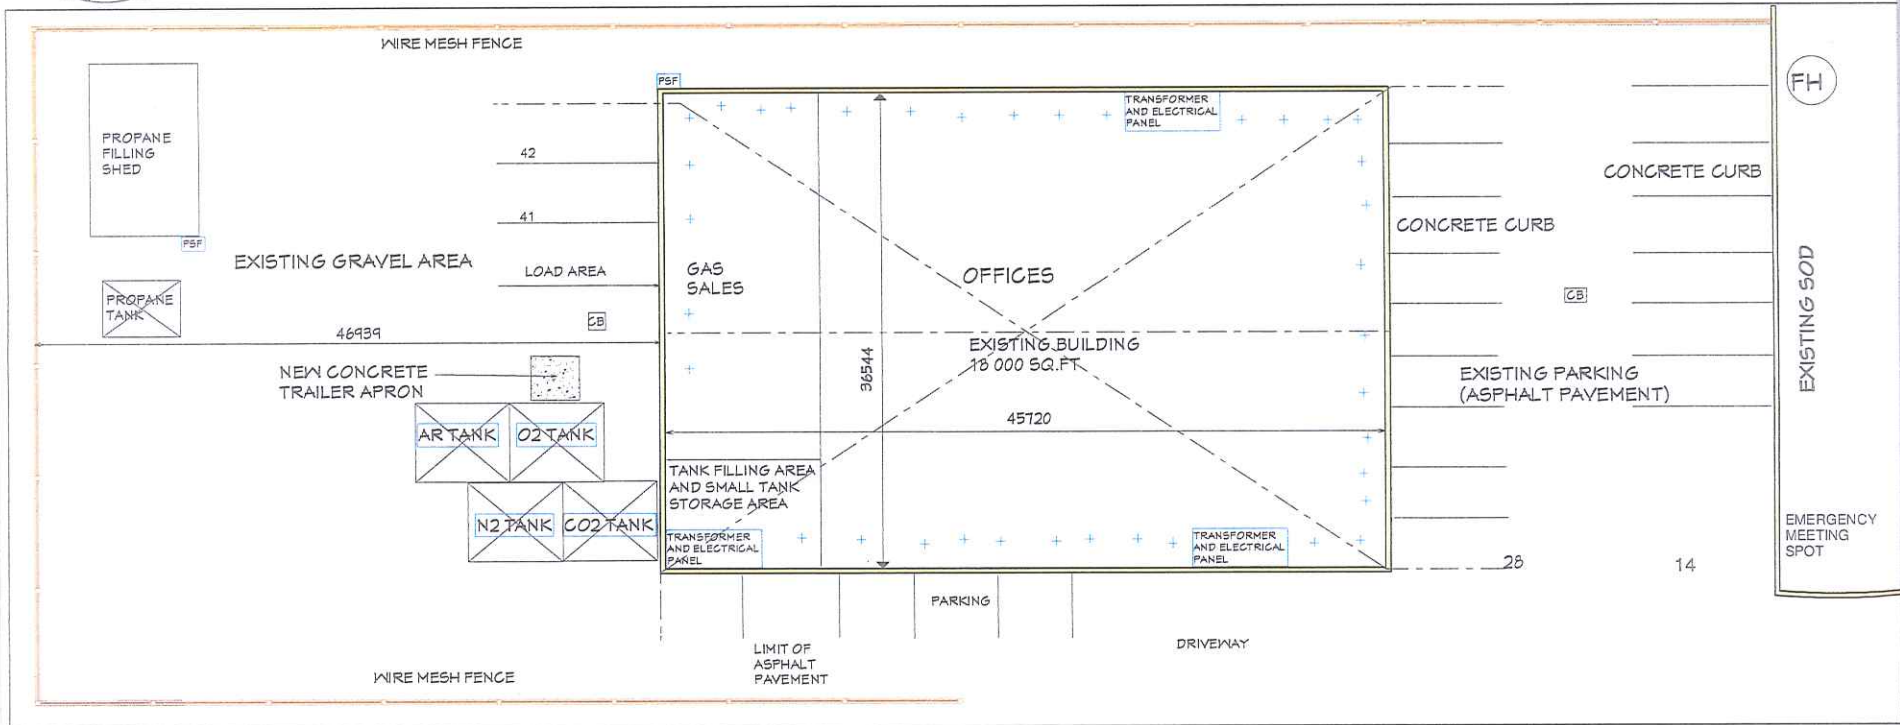 WIRE MESH FENCE
PSF
FH
TRANSFORMER
AND ELECTRICAL
PANEL
PROPANE
FILLING
SHED
42
CONCRETE CURB
41
CONCRETE CURB
PSF
EXISTING GRAVEL AREA
LOAD AREA
GAS
SALES
OFFICES
PROPANE
TANK
CB
CB
EXISTING SOD
46939
EXISTING BUILDING
18 000 SQ.FT
36544
NEW CONCRETE
TRAILER APRON
EXISTING PARKING
(ASPHALT PAVEMENT)
45720
AR TANK
O2 TANK
TANK FILLING AREA
AND SMALL TANK
STORAGE AREA
N2 TANK
CO2 TANK
TRANSFORMER
AND ELECTRICAL
PANEL
TRANSFORMER
AND ELECTRICAL
PANEL
EMERGENCY
MEETING
SPOT
28
14
PARKING
DRIVEWAY
LIMIT OF
ASPHALT
PAVEMENT
WIRE MESH FENCE